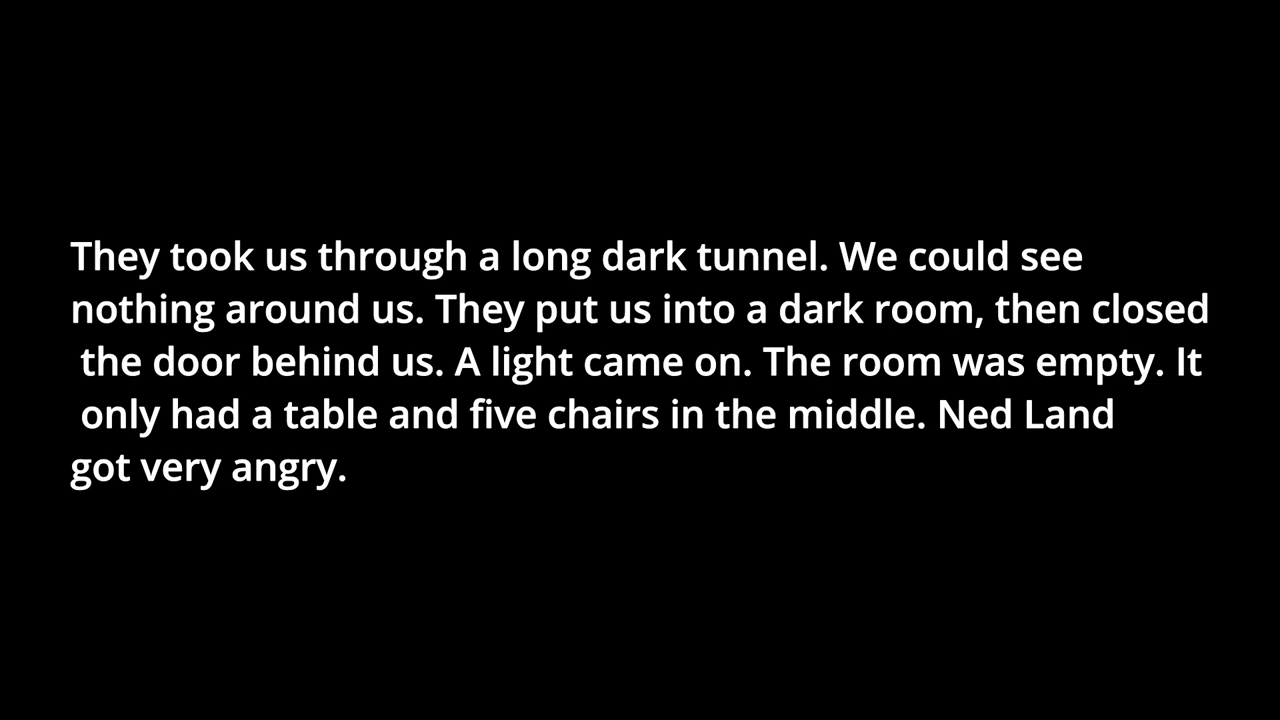 They took us through a long dark tunnel. We could see
nothing around us. They put us into a dark room, then closed
the door behind us. A light came on. The room was empty. It
only had a table and five chairs in the middle. Ned Land
got very angry.